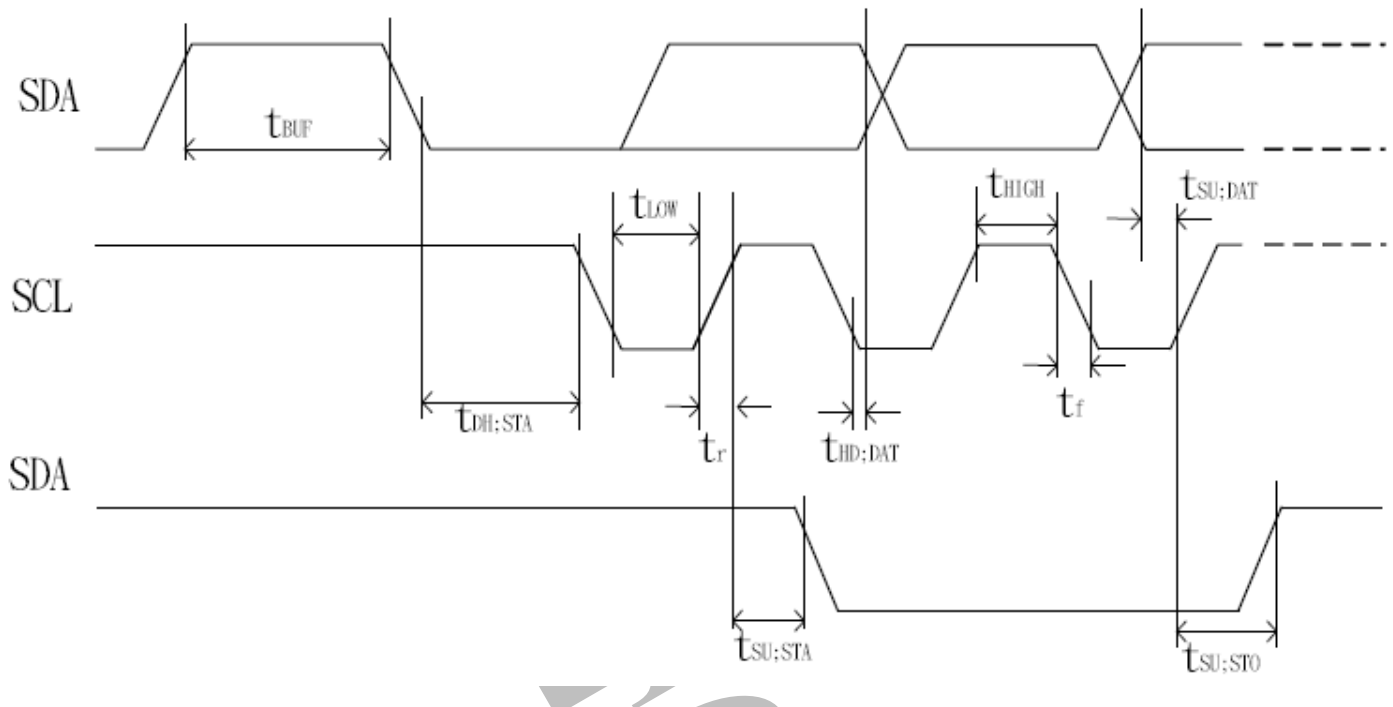 SDA
tBUF
tLOW
tHIGH
tSU;DAT
SCL
tDH;STA
tr
tHD;DAT
tf
SDA
tSU;STA
tSU;STO